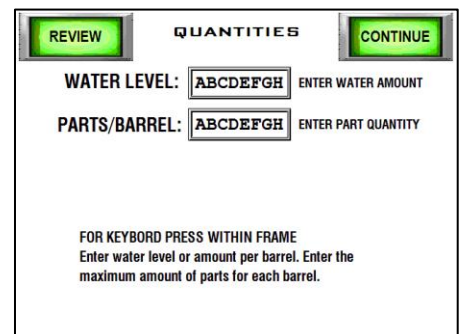 REVIEW QUANTITIES CONTINUE
WATER LEVEL: ABCDEFGH ENTER WATER AMOUNT
PARTS/BARREL: ABCDEFGH ENTER PART QUANTITY
FOR KEYBORD PRESS WITHIN FRAME
Enter water level or amount per barrel. Enter the
maximum amount of parts for each barrel.